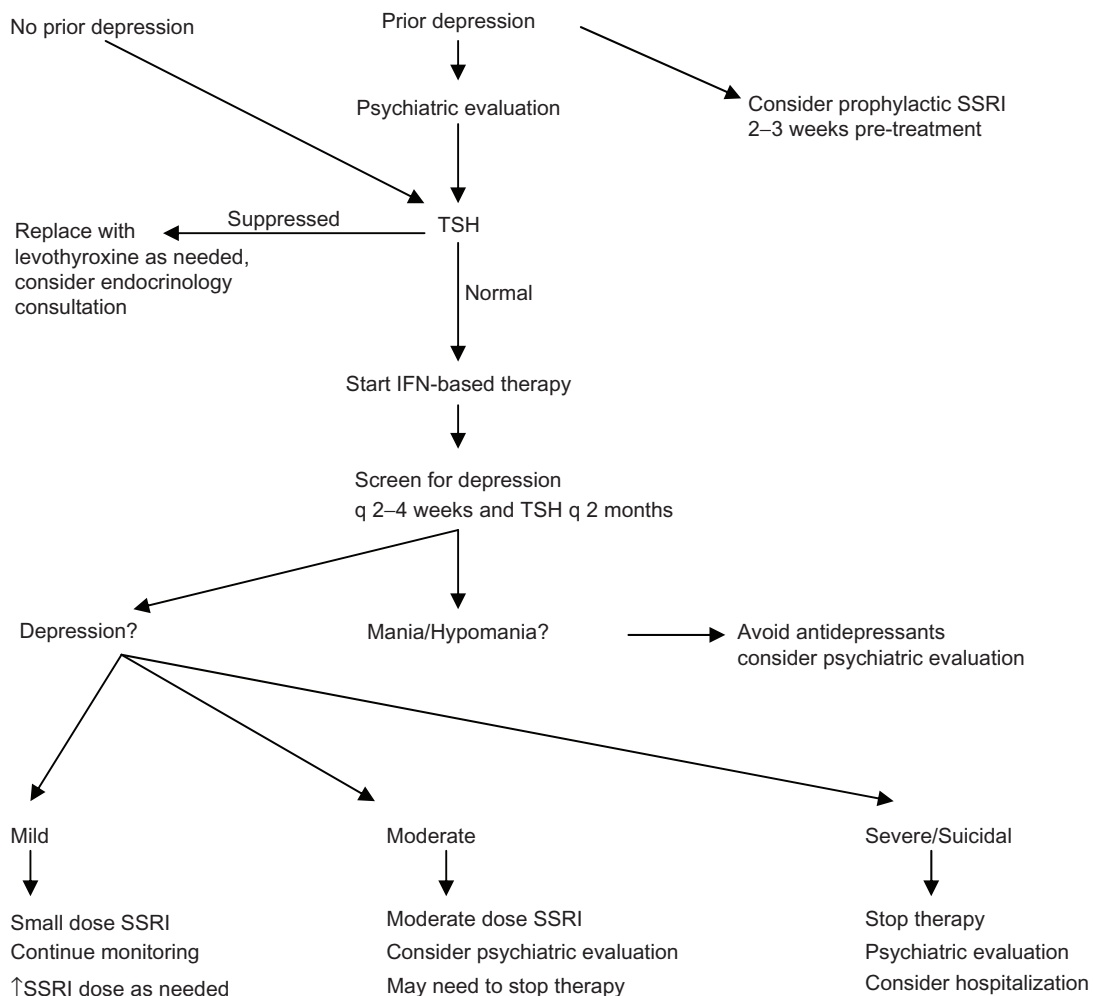 No prior depression
Prior depression
Psychiatric evaluation
Consider prophylactic SSRI
2–3 weeks pre-treatment
Suppressed
TSH
Replace with
levothyroxine as needed,
consider endocrinology
consultation
Normal
Start IFN-based therapy
Screen for depression
q 2–4 weeks and TSH q 2 months
Depression?
Mania/Hypomania?
Avoid antidepressants
consider psychiatric evaluation
Mild
Moderate
Severe/Suicidal
Small dose SSRI
Continue monitoring
↑SSRI dose as needed
Moderate dose SSRI
Consider psychiatric evaluation
May need to stop therapy
Stop therapy
Psychiatric evaluation
Consider hospitalization